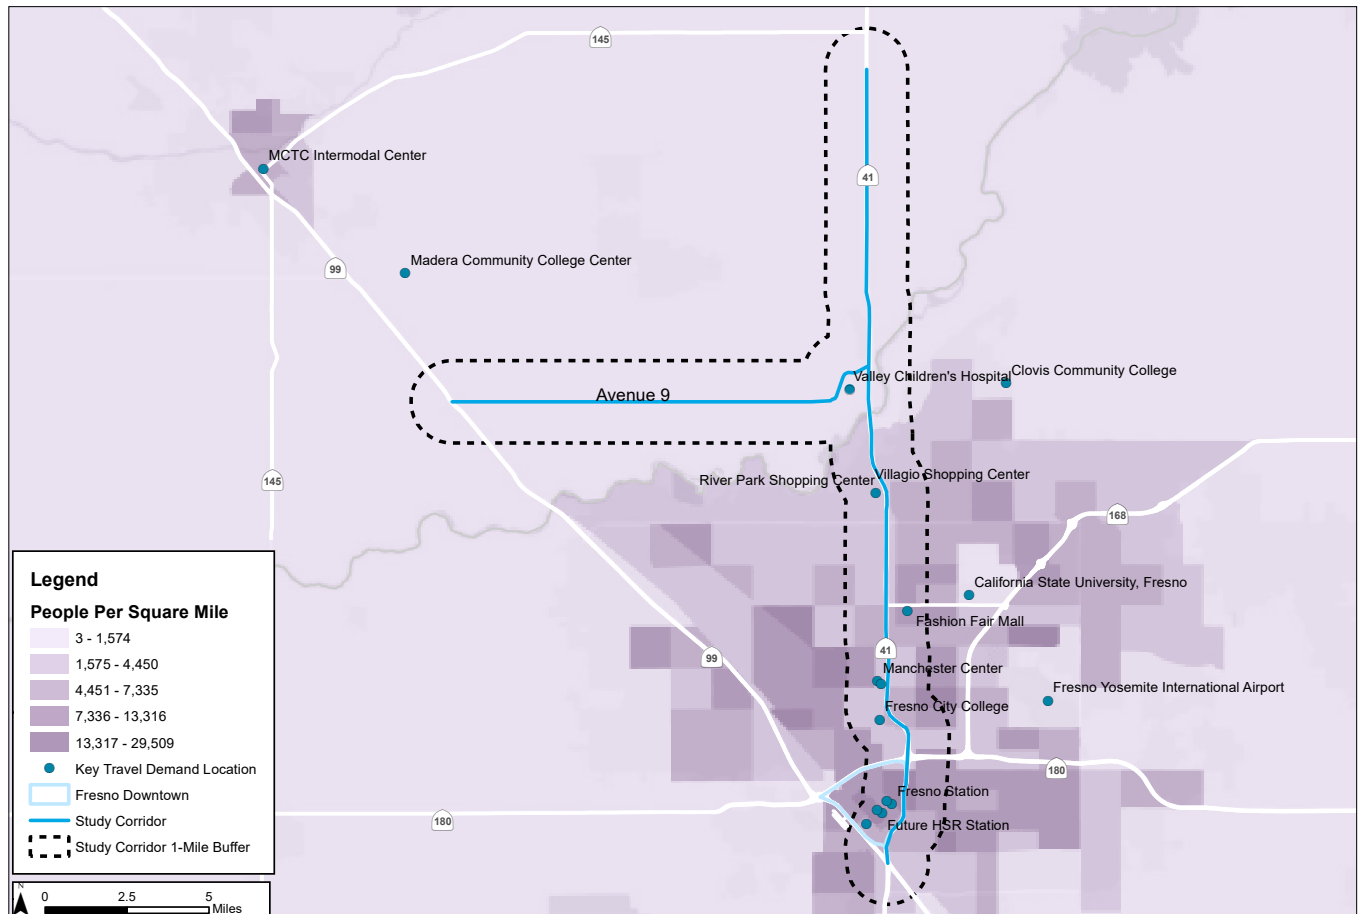 145
41
MCTC Intermodal Center
Madera Community College Center
99
Valley Children's Hospital
Clovis Community College
Avenue 9
River Park Shopping Center
Villagio Shopping Center
145
168
California State University, Fresno
Fashion Fair Mall
41
99
Manchester Center
Fresno Yosemite International Airport
Fresno City College
180
Fresno Station
180
Future HSR Station
Legend
People Per Square Mile
3 - 1,574
1,575 - 4,450
4,451 - 7,335
7,336 - 13,316
13,317 - 29,509
Key Travel Demand Location
Fresno Downtown
Study Corridor
Study Corridor 1-Mile Buffer
N
0 2.5 5
Miles